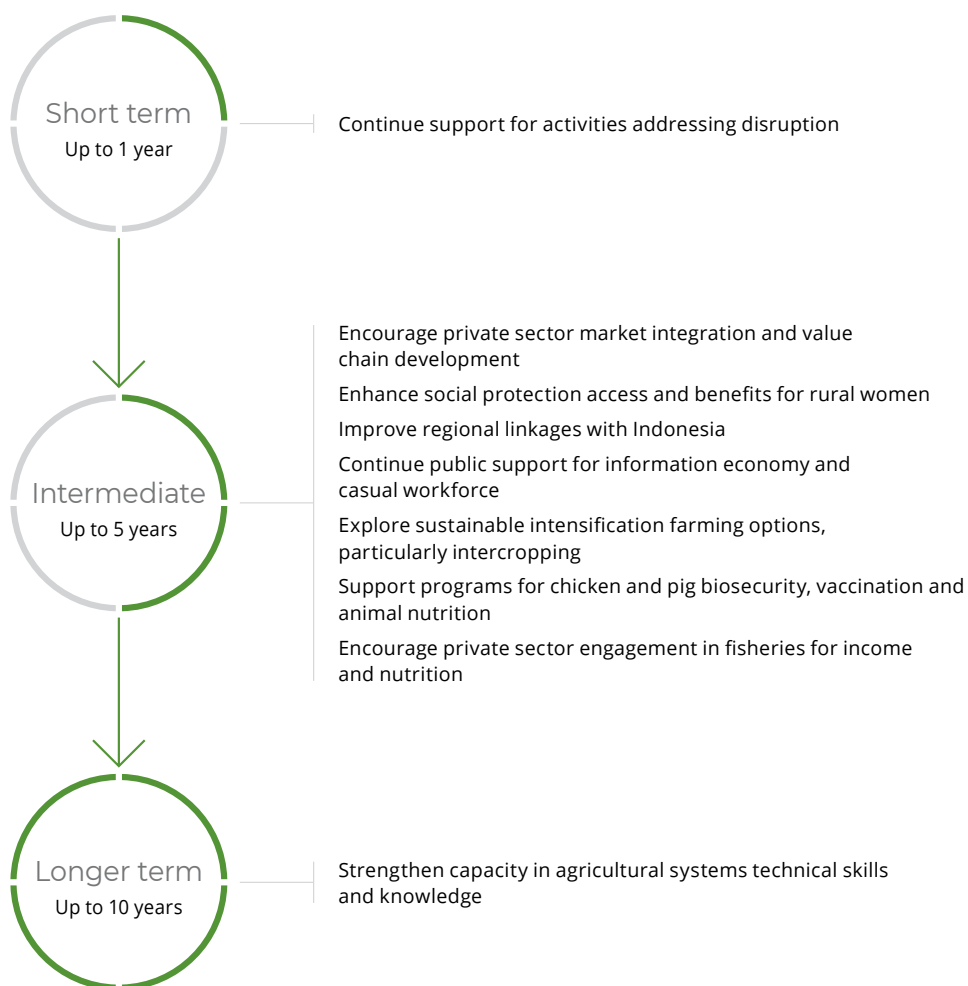 Short term
Up to 1 year
Continue support for activities addressing disruption
Intermediate
Up to 5 years
Encourage private sector market integration and value
chain development
Enhance social protection access and benefits for rural women
Improve regional linkages with Indonesia
Continue public support for information economy and
casual workforce
Explore sustainable intensification farming options,
particularly intercropping
Support programs for chicken and pig biosecurity, vaccination and
animal nutrition
Encourage private sector engagement in fisheries for income
and nutrition
Longer term
Up to 10 years
Strengthen capacity in agricultural systems technical skills
and knowledge